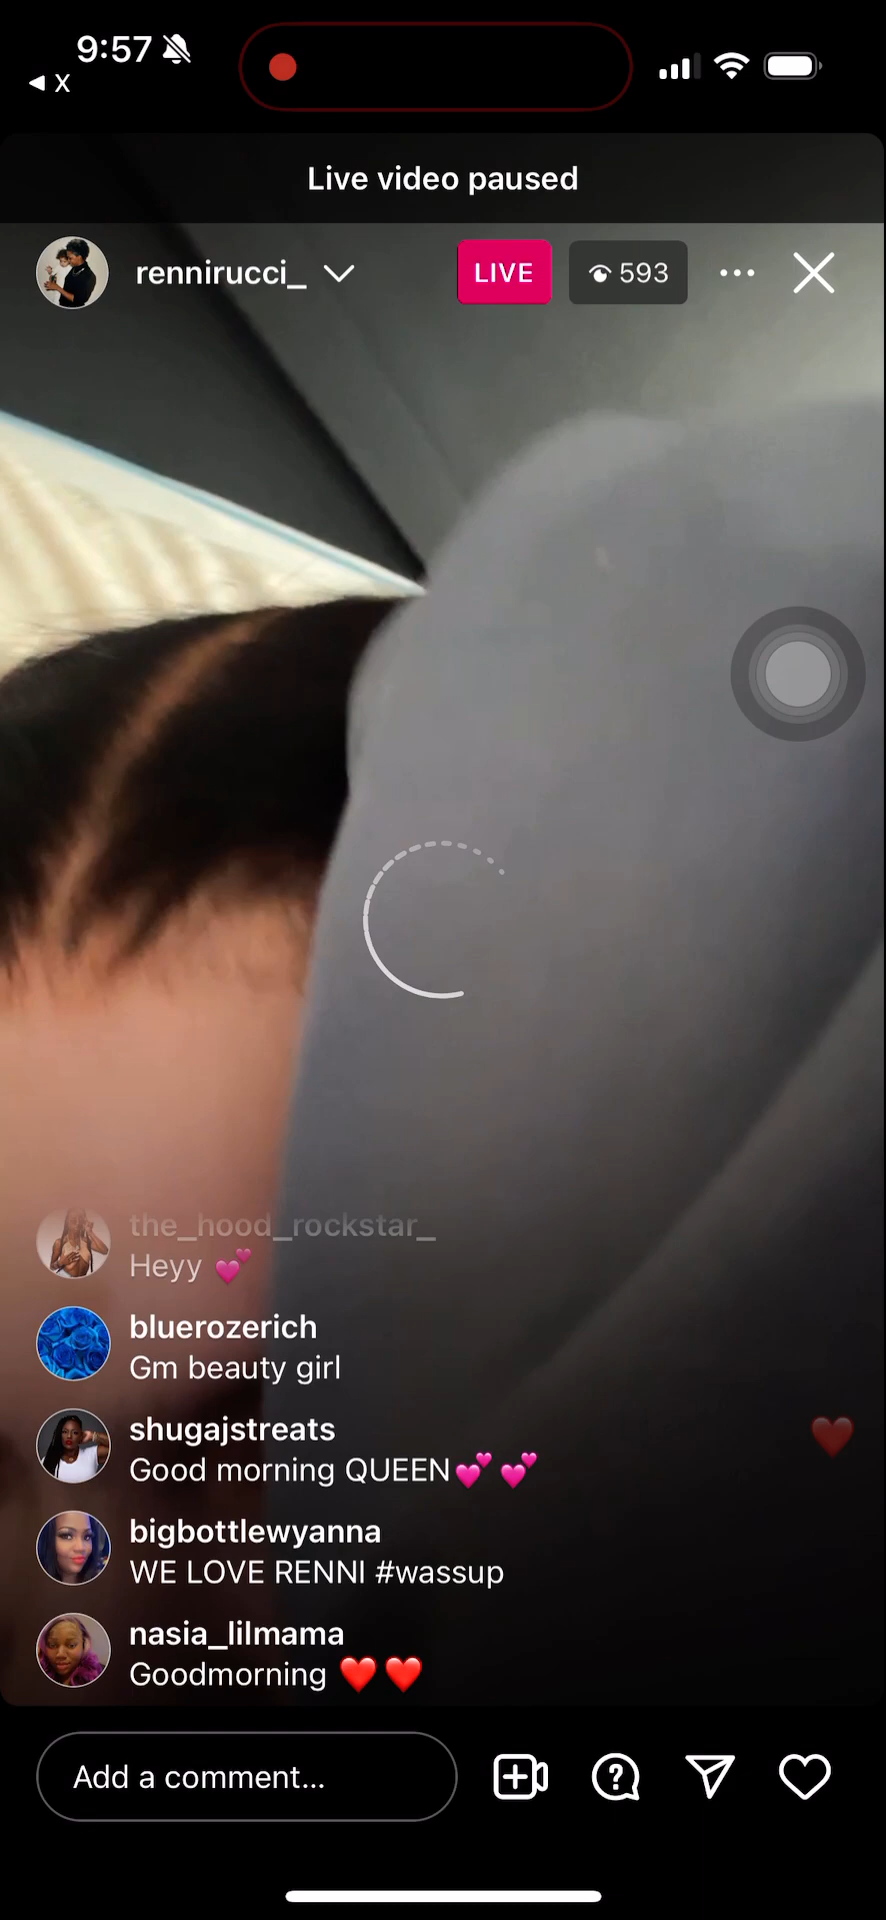 9:57
X
Live video paused
rennirucci_
LIVE
593
the_hood_rockstar_
Heyy 💕
bluerozerich
Gm beauty girl
shugajstreats
Good morning QUEEN💕💕
bigbottlewyanna
WE LOVE RENNI #wassup
nasia_lilmama
Goodmorning ❤️❤️
Add a comment...